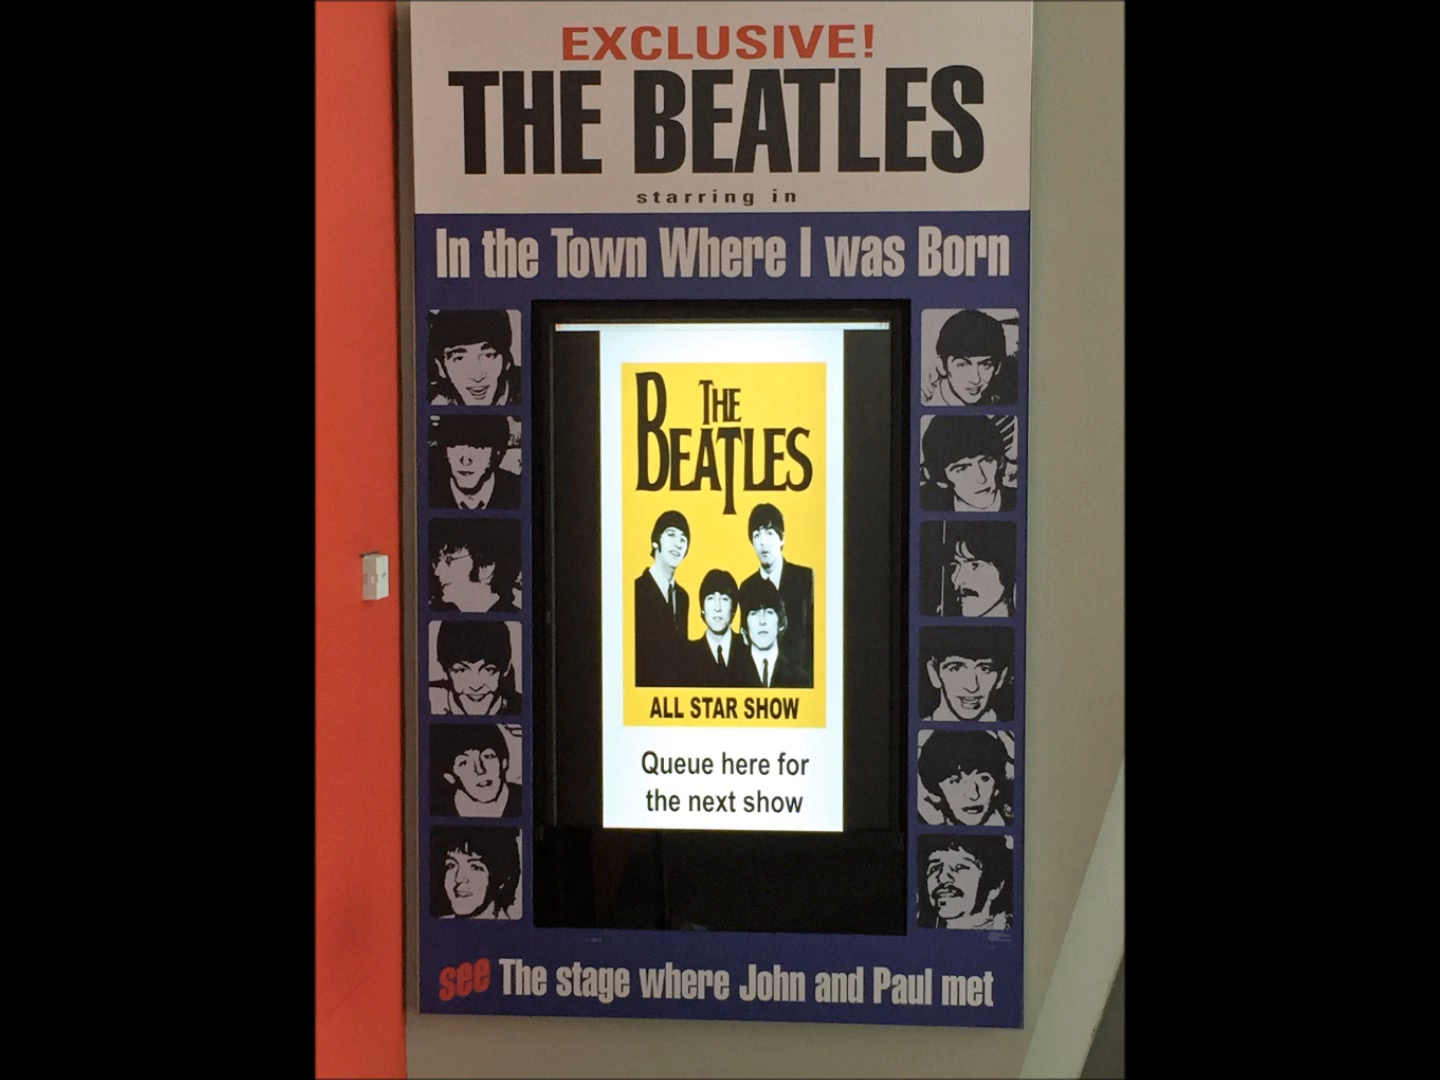 EXCLUSIVE!
THE BEATLES
starring in
In the Town Where I was Born
THE
BEATLES
ALL STAR SHOW
Queue here for
the next show
see The stage where John and Paul met